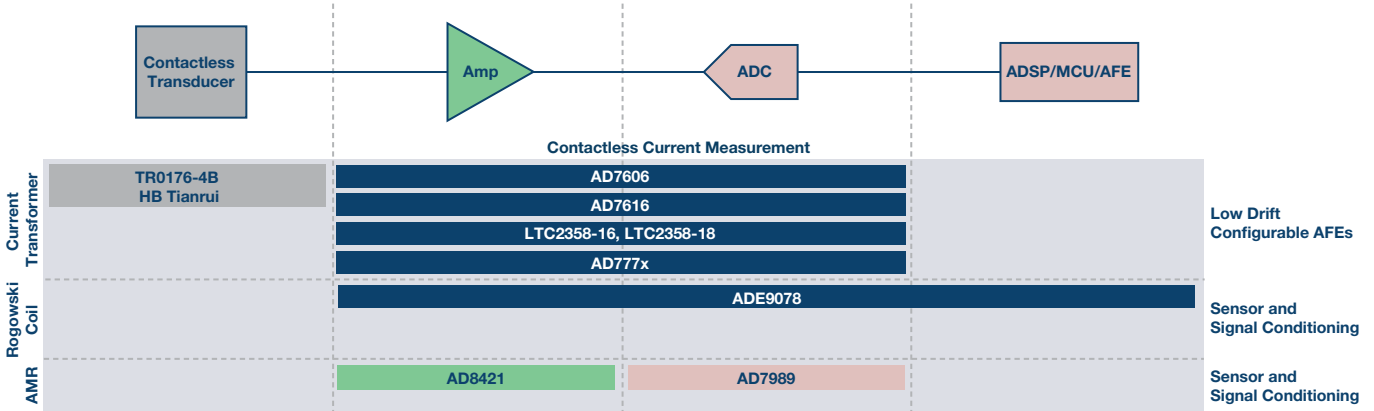 Contactless
Transducer
Amp
ADC
ADSP/MCU/AFE
Contactless Current Measurement
Current
Transformer
TR0176-4B
HB Tianrui
AD7606
AD7616
LTC2358-16, LTC2358-18
AD777x
Low Drift
Configurable AFEs
Rogowski
Coil
ADE9078
Sensor and
Signal Conditioning
AMR
AD8421
AD7989
Sensor and
Signal Conditioning